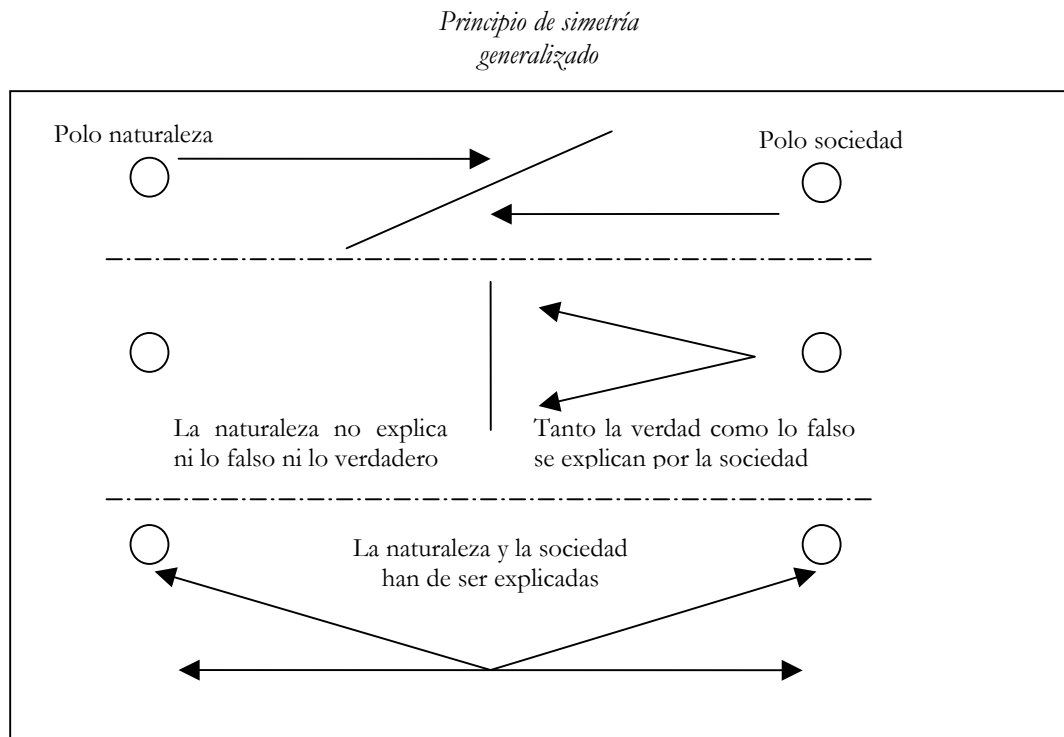 Principio de simetría
generalizado
Polo naturaleza
Polo sociedad
La naturaleza no explica
ni lo falso ni lo verdadero
Tanto la verdad como lo falso
se explican por la sociedad
La naturaleza y la sociedad
han de ser explicadas